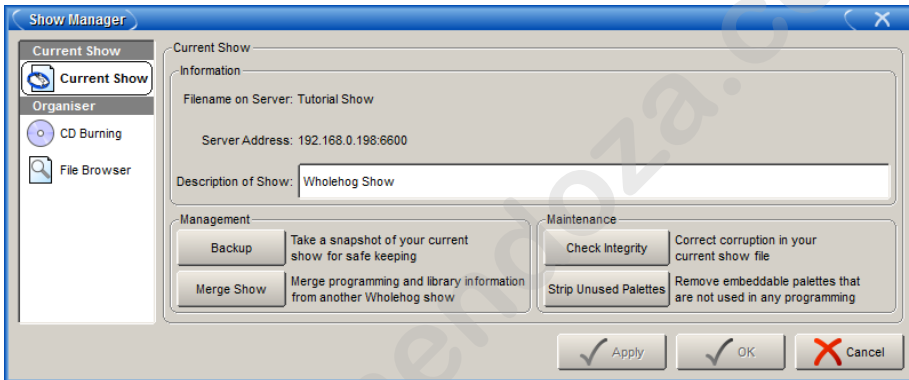 Show Manager
Current Show
Current Show
Organiser
CD Burning
File Browser
Current Show
Information
Filename on Server: Tutorial Show
Server Address: 192.168.0.198:6600
Description of Show: Wholehog Show
Management
Backup
Take a snapshot of your current
show for safe keeping
Merge Show
Merge programming and library information
from another Wholehog show
Maintenance
Check Integrity
Correct corruption in your
current show file
Strip Unused Palettes
Remove embeddable palettes that
are not used in any programming
Apply
OK
Cancel